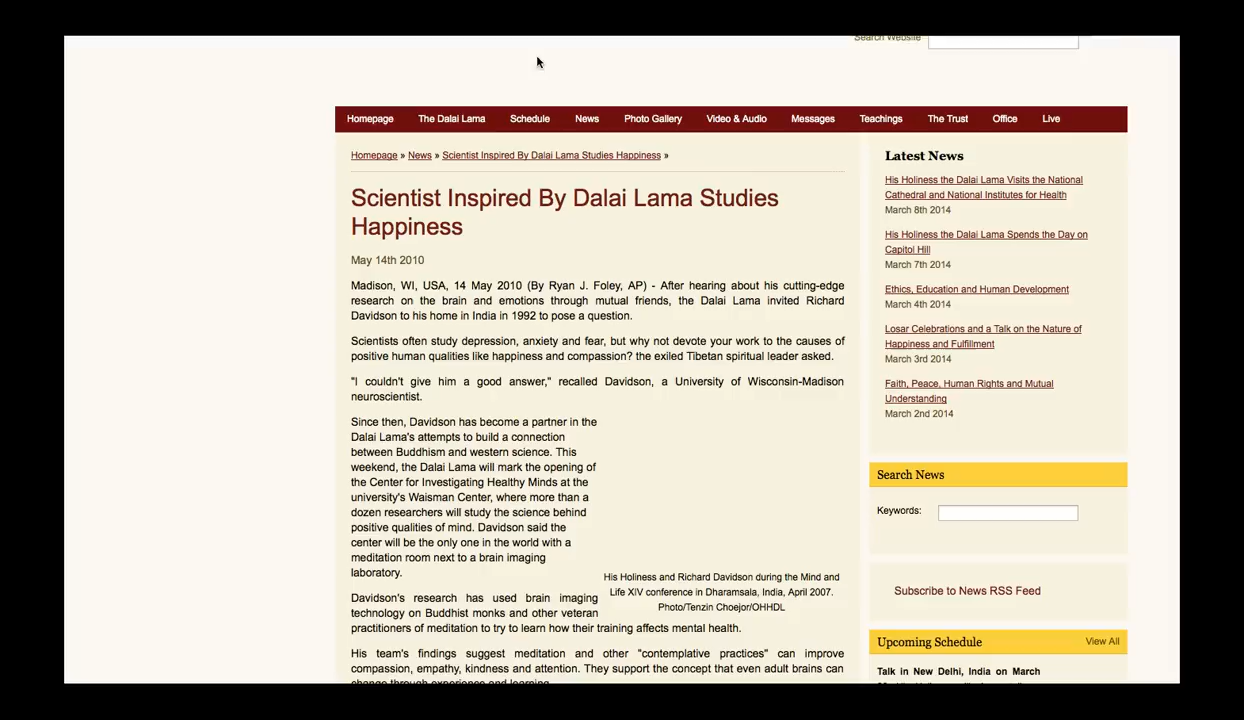 Search Website
Homepage The Dalai Lama Schedule News Photo Gallery Video & Audio Messages Teachings The Trust Office Live
Homepage » News » Scientist Inspired By Dalai Lama Studies Happiness »
Scientist Inspired By Dalai Lama Studies
Happiness
May 14th 2010
Madison, WI, USA, 14 May 2010 (By Ryan J. Foley, AP) - After hearing about his cutting-edge
research on the brain and emotions through mutual friends, the Dalai Lama invited Richard
Davidson to his home in India in 1992 to pose a question.
Scientists often study depression, anxiety and fear, but why not devote your work to the causes of
positive human qualities like happiness and compassion? the exiled Tibetan spiritual leader asked.
"I couldn't give him a good answer," recalled Davidson, a University of Wisconsin-Madison
neuroscientist.
Since then, Davidson has become a partner in the
Dalai Lama's attempts to build a connection
between Buddhism and western science. This
weekend, the Dalai Lama will mark the opening of
the Center for Investigating Healthy Minds at the
university's Waisman Center, where more than a
dozen researchers will study the science behind
positive qualities of mind. Davidson said the
center will be the only one in the world with a
meditation room next to a brain imaging
laboratory.
His Holiness and Richard Davidson during the Mind and
Life XIV conference in Dharamsala, India, April 2007.
Photo/Tenzin Choejor/OHHDL
Davidson's research has used brain imaging
technology on Buddhist monks and other veteran
practitioners of meditation to try to learn how their training affects mental health.
His team's findings suggest meditation and other "contemplative practices" can improve
compassion, empathy, kindness and attention. They support the concept that even adult brains can
change through experience and learning.
Latest News
His Holiness the Dalai Lama Visits the National
Cathedral and National Institutes for Health
March 8th 2014
His Holiness the Dalai Lama Spends the Day on
Capitol Hill
March 7th 2014
Ethics, Education and Human Development
March 4th 2014
Losar Celebrations and a Talk on the Nature of
Happiness and Fulfillment
March 3rd 2014
Faith, Peace, Human Rights and Mutual
Understanding
March 2nd 2014
Search News
Keywords:
Subscribe to News RSS Feed
Upcoming Schedule View All
Talk in New Delhi, India on March